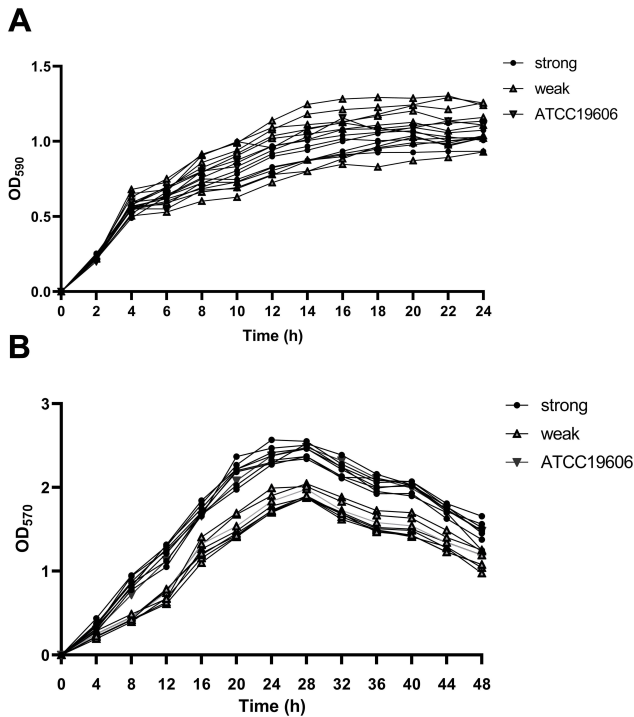 A
1.5
1.0
0.5
0.0
OD590
0 2 4 6 8 10 12 14 16 18 20 22 24
Time (h)
strong
weak
ATCC19606
B
3
2
1
0
OD570
0 4 8 12 16 20 24 28 32 36 40 44 48
Time (h)
strong
weak
ATCC19606